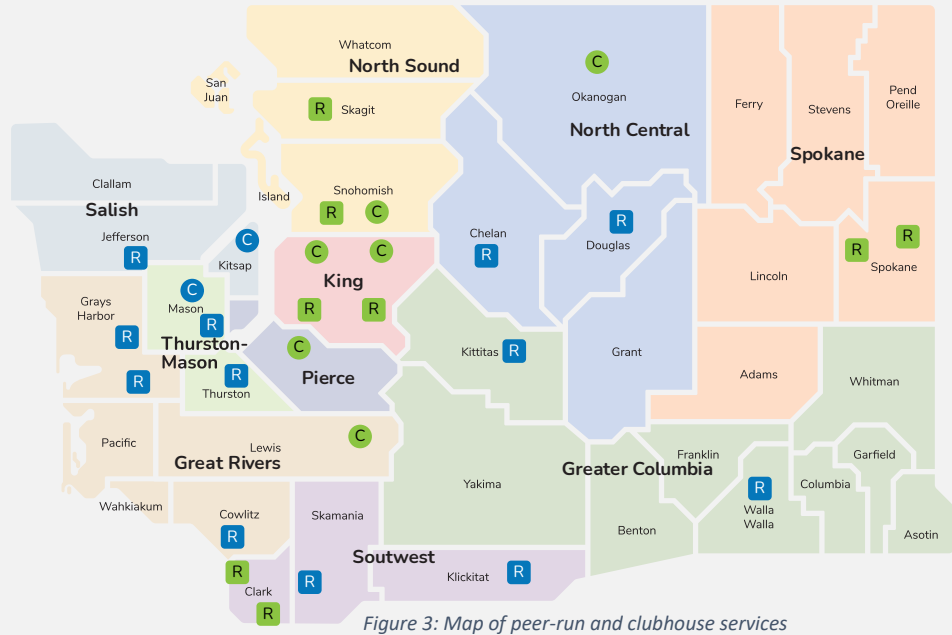 Whatcom
North Sound
San
Juan
R
Skagit
Island
Snohomish
R
C
C
Okanogan
North Central
Ferry
Stevens
Pend
Oreille
Spokane
Clallam
Salish
Jefferson
R
C
Kitsap
C
C
King
R
R
Chelan
R
R
Douglas
R
R
Spokane
Lincoln
Grays
Harbor
R
R
C
Mason
R
Thurston-
Mason
R
Thurston
C
Pierce
Kittitas
R
Grant
Adams
Whitman
Pacific
Lewis
C
Great Rivers
Wahkiakum
Cowlitz
R
Skamania
Yakima
Greater Columbia
Franklin
Benton
R
Walla
Walla
Columbia
Garfield
Asotin
Soutwest
R
Clark
R
R
Klickitat
R
Figure 3: Map of peer-run and clubhouse services